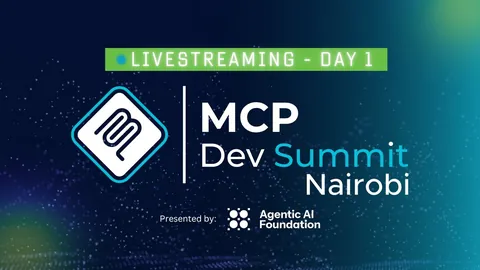 LIVESTREAMING - DAY 1
MCP
Dev Summit
Nairobi
Presented by:
Agentic AI
Foundation